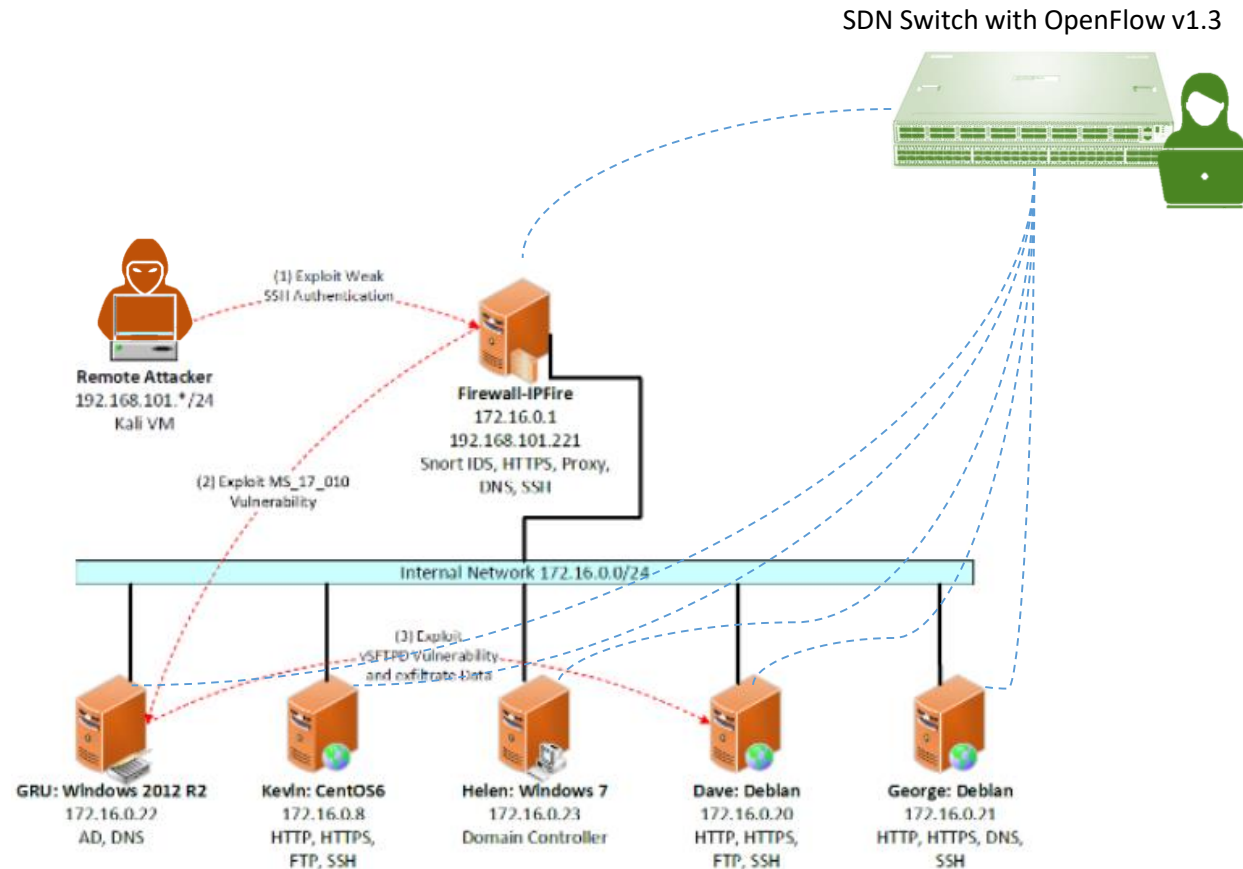 SDN Switch with OpenFlow v1.3
(1) Exploit Weak
SSH Authentication
Remote Attacker
192.168.101.*/24
Kali VM
Firewall-IPFire
172.16.0.1
192.168.101.221
Snort IDS, HTTPS, Proxy,
DNS, SSH
(2) Exploit MS_17_010
Vulnerability
Internal Network 172.16.0.0/24
(3) Exploit
vSFTPD Vulnerability
and exfiltrate Data
GRU: Windows 2012 R2
172.16.0.22
AD, DNS
Kevin: CentOS6
172.16.0.8
HTTP, HTTPS,
FTP, SSH
Helen: Windows 7
172.16.0.23
Domain Controller
Dave: Debian
172.16.0.20
HTTP, HTTPS,
FTP, SSH
George: Debian
172.16.0.21
HTTP, HTTPS, DNS,
SSH